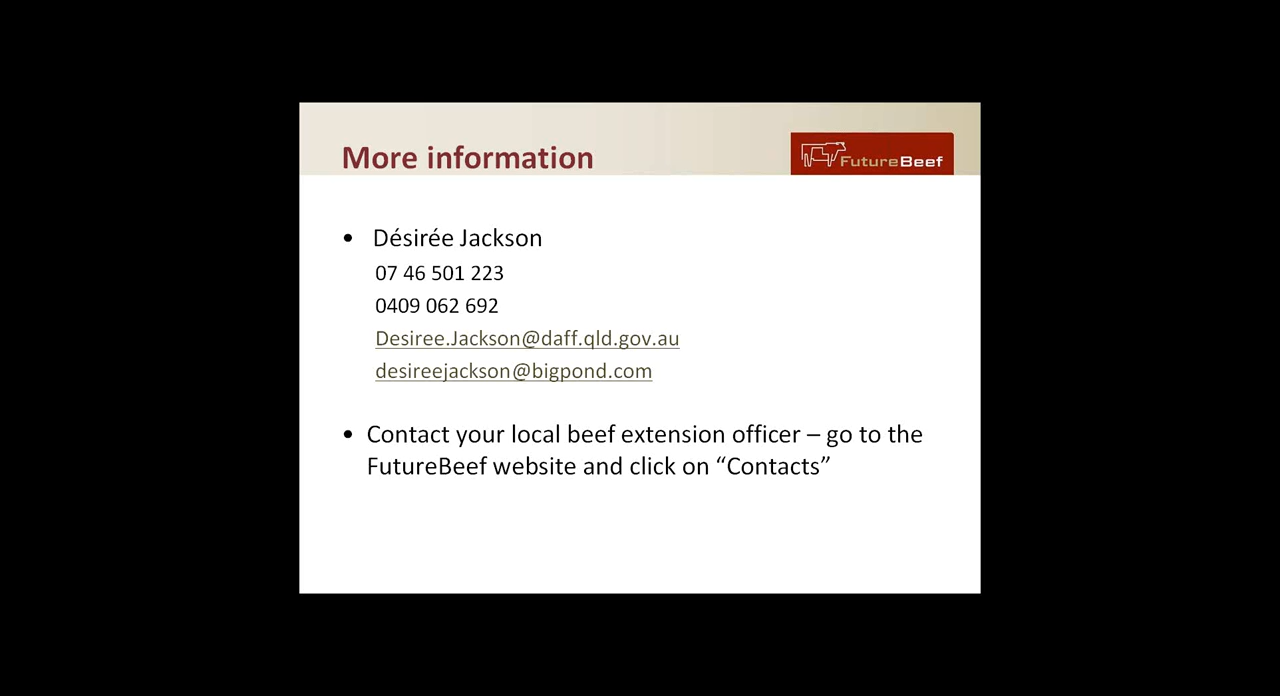 More information
FutureBeef
• Désirée Jackson
07 46 501 223
0409 062 692
Desiree.Jackson@daff.qld.gov.au
desireejackson@bigpond.com
• Contact your local beef extension officer – go to the
FutureBeef website and click on “Contacts”